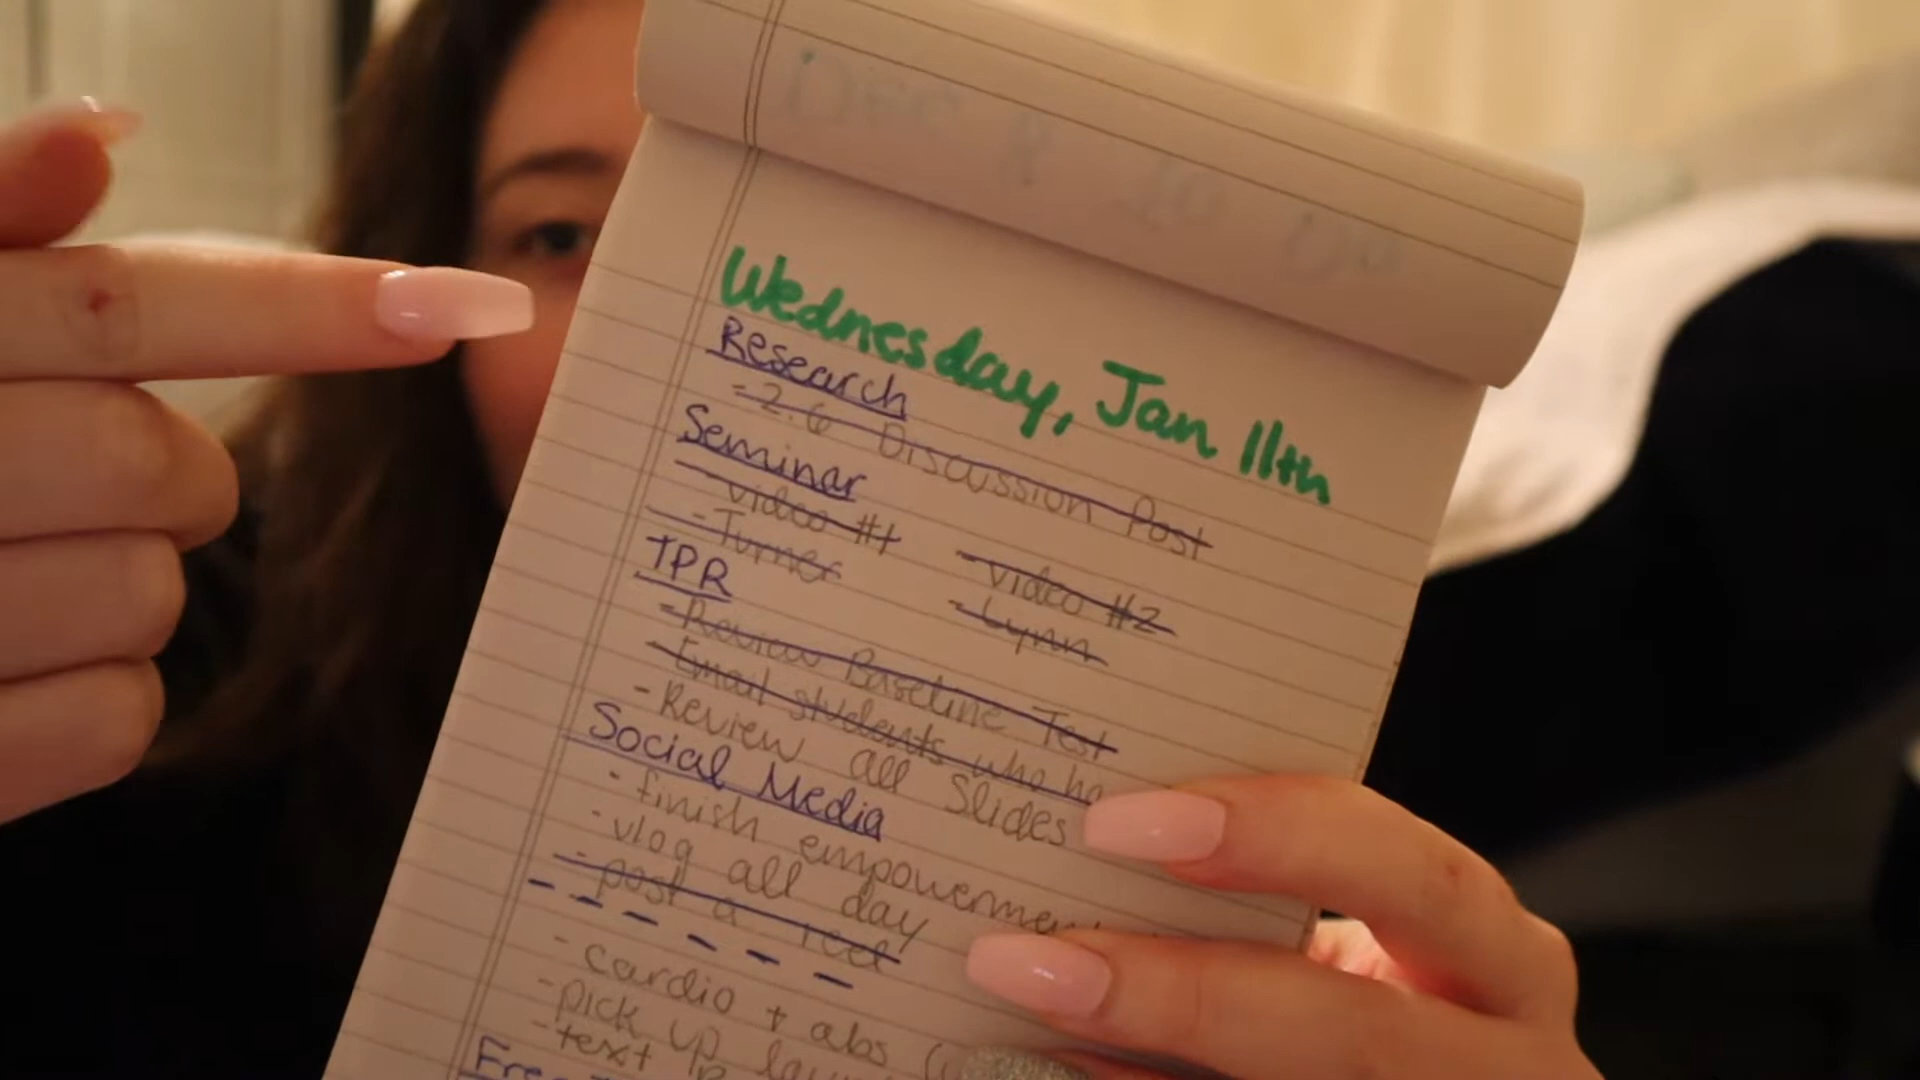 Wednesday, Jan 11th
Research
- 2.6 Discussion Post
Seminar
- Video #1
- Turner
- Video #2
- Lynn
TPR
- Review Baseline Test
- Email students who
- Review all slides
Social Media
- finish
- vlog all day
- post a reel
- cardio + abs
- pick up
- text